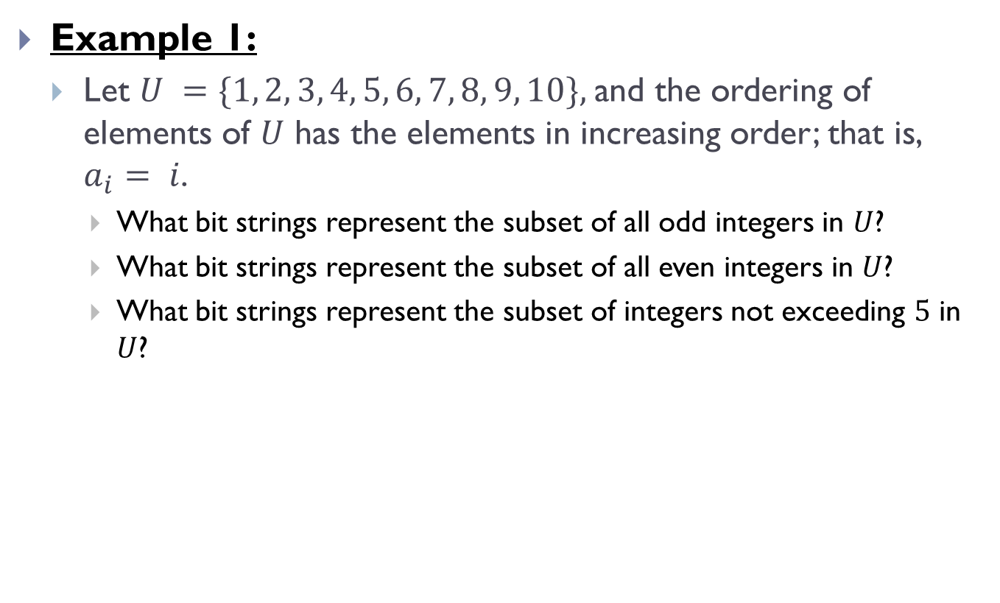 Example 1:
Let U = {1, 2, 3, 4, 5, 6, 7, 8, 9, 10}, and the ordering of
elements of U has the elements in increasing order; that is,
aᵢ = i.
What bit strings represent the subset of all odd integers in U?
What bit strings represent the subset of all even integers in U?
What bit strings represent the subset of integers not exceeding 5 in
U?